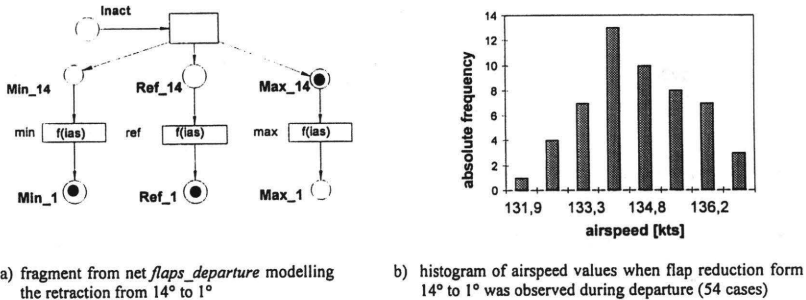 Inact
Min_14
Ref_14
Max_14
min
f(ias)
ref
f(ias)
max
f(ias)
Min_1
Ref_1
Max_1
a) fragment from net flaps_departure modelling
the retraction from 14° to 1°
absolute frequency
14
12
10
8
6
4
2
0
131,9
133,3
134,8
136,2
airspeed [kts]
b) histogram of airspeed values when flap reduction form
14° to 1° was observed during departure (54 cases)